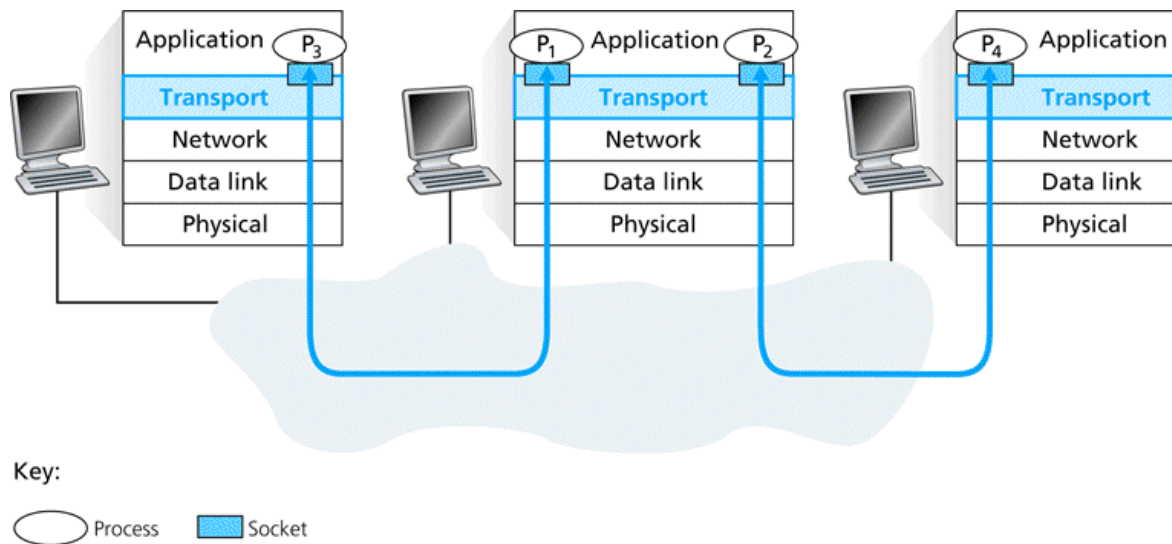 Application P3
Transport
Network
Data link
Physical
P1 Application P2
Transport
Network
Data link
Physical
P4 Application
Transport
Network
Data link
Physical
Key:
Process
Socket